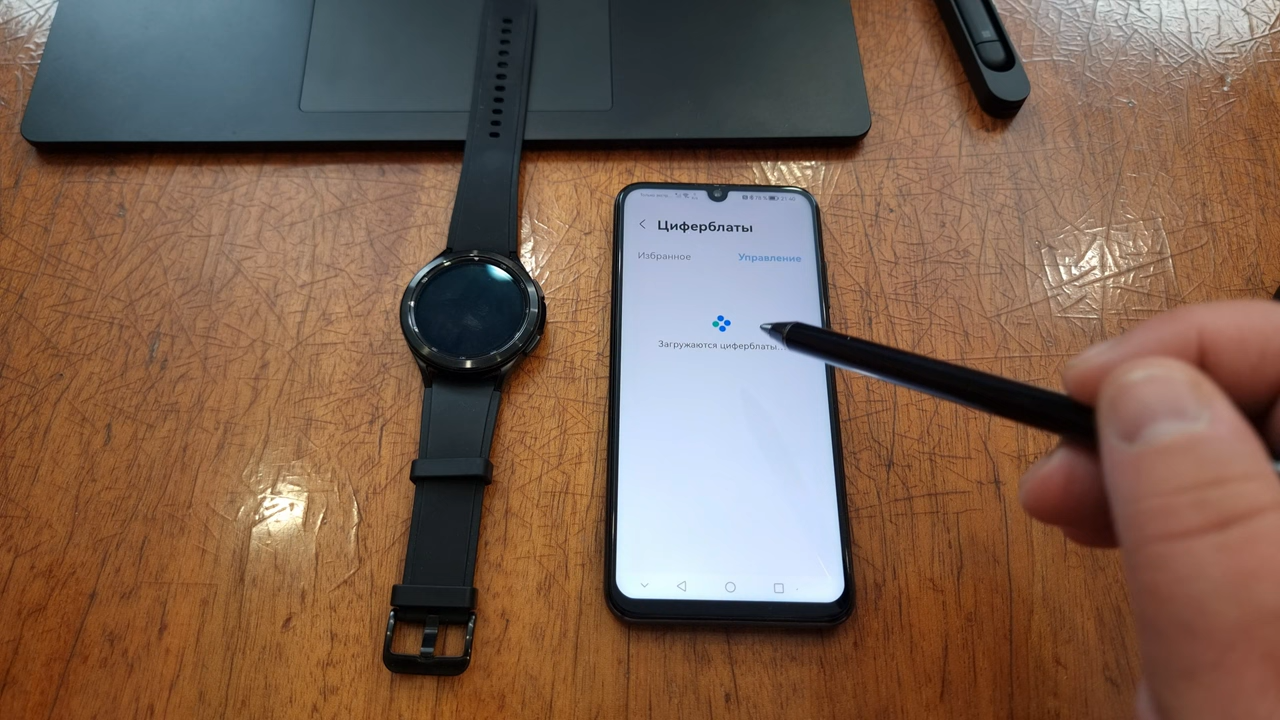 Циферблаты
Избранное
Управление
Загружаются циферблаты...